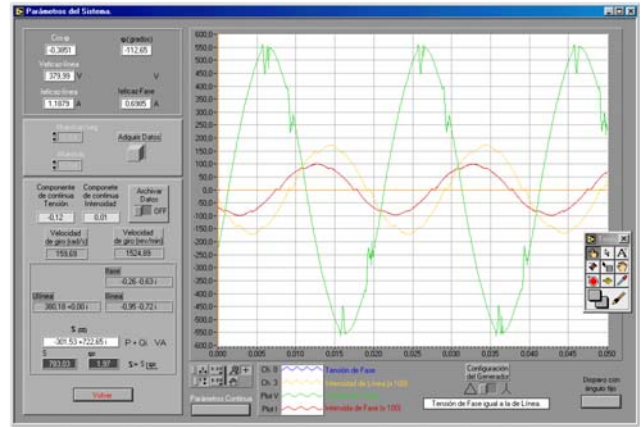 Parámetros del Sistema.
Cos φ
φ(grados)
-0.3851
-112,65
Veficaz-línea
379,99 V
V
Ieficaz-línea
Ieficaz-Fase
1,1879 A
0,6985 A
Adquirir Datos
Componente de continua Tensión
Componete de continua Intensidad
Archivar Datos
-0,12
0,01
OFF
Velocidad de giro (rad/s)
Velocidad de giro (rev/min)
159,69
1524,89
Ifase
-0,26 -0,63 i
Ulínea
Ilínea
380,18 +0,00 i
-0,95 -0,72 i
-301,53 +722,65 i
P + Qi VA
S
783,03
1,97
Volver
600,0
550,0
500,0
450,0
400,0
350,0
300,0
250,0
200,0
150,0
100,0
50,0
0,0
-50,0
-100,0
-150,0
-200,0
-250,0
-300,0
-350,0
-400,0
-450,0
-500,0
-550,0
-600,0
0,000
0,005
0,010
0,015
0,020
0,025
0,030
0,035
0,040
0,045
0,050
Parámetros Continua
Ch. 0
Tensión de Fase
Ch. 3
Intensidad de Línea (x 100)
Plot V
Plot I
Intensida de Fase (x 100)
Configuración del Generador
Tensión de Fase igual a la de Línea.
Disparo con ángulo fijo